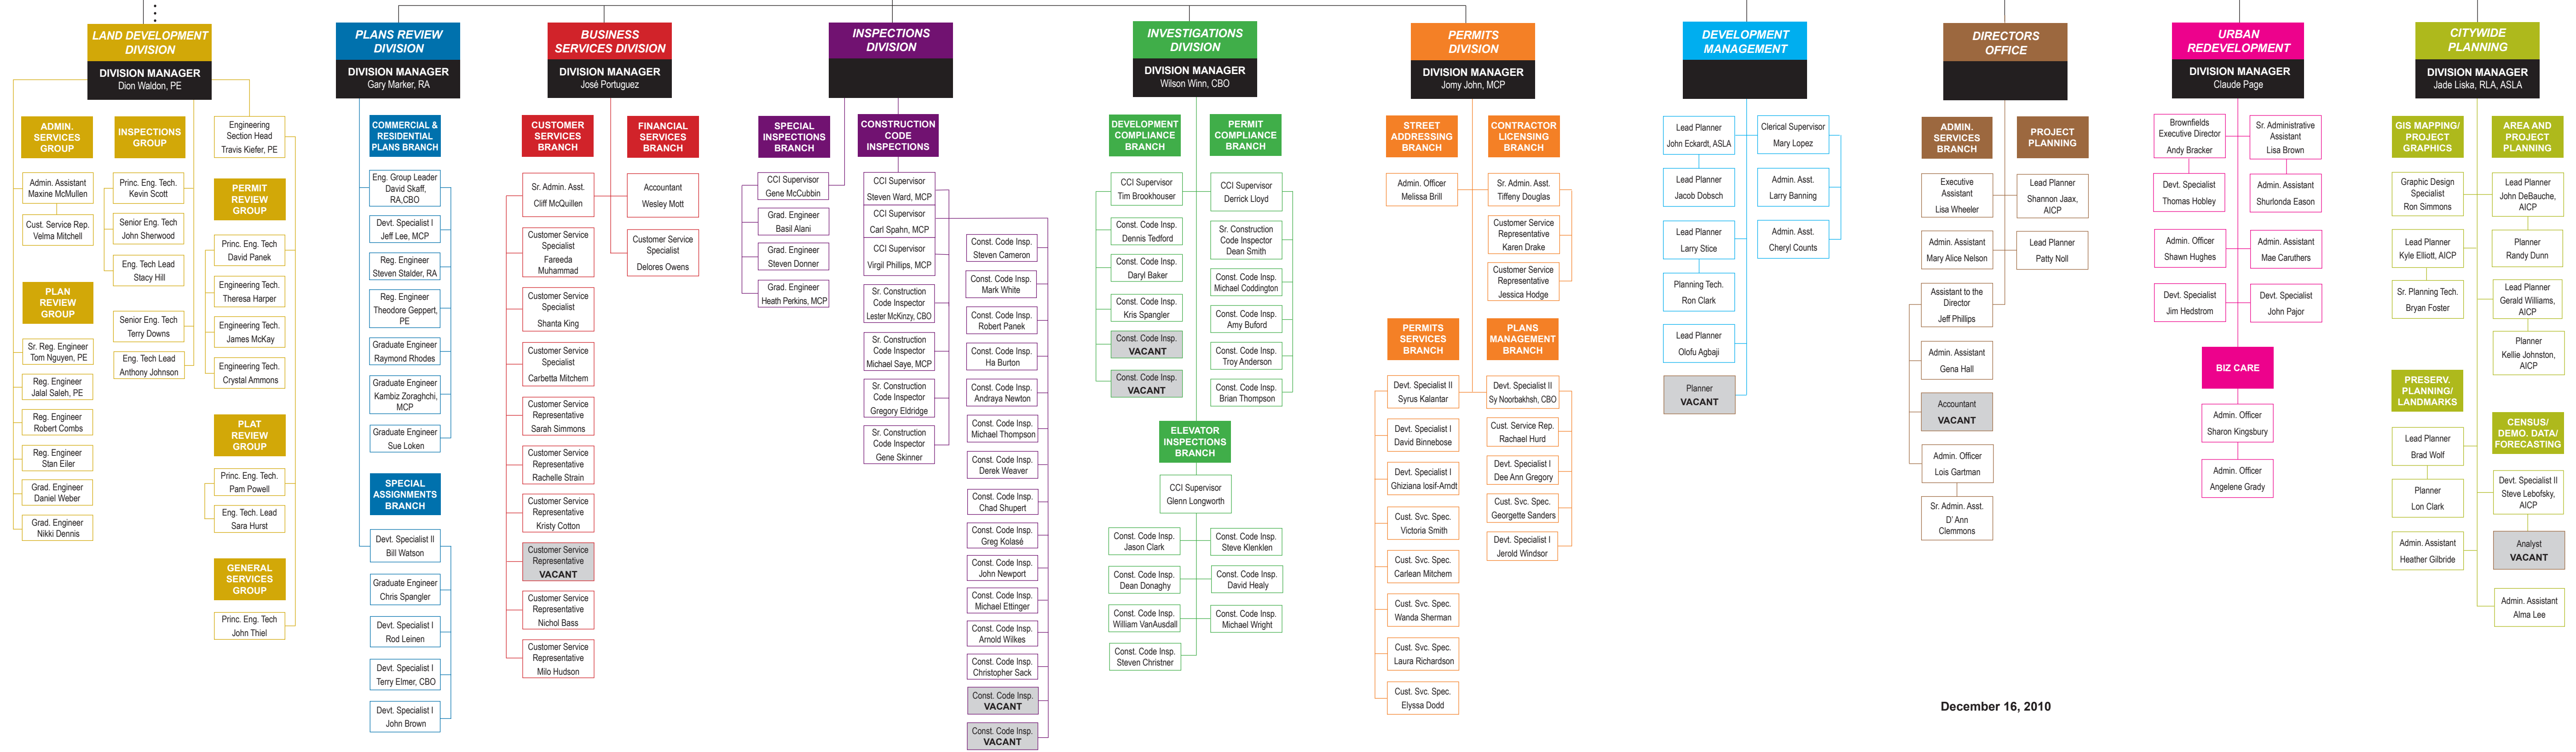 LAND DEVELOPMENT
DIVISION
DIVISION MANAGER
Dion Waldon, PE
ADMIN.
SERVICES
GROUP
Admin. Assistant
Maxine McMullen
Cust. Service Rep.
Velma Mitchell
PLAN
REVIEW
GROUP
Sr. Reg. Engineer
Tom Nguyen, PE
Reg. Engineer
Jalal Saleh, PE
Reg. Engineer
Robert Combs
Reg. Engineer
Stan Eiler
Grad. Engineer
Daniel Weber
Grad. Engineer
Nikki Dennis
INSPECTIONS
GROUP
Princ. Eng. Tech.
Kevin Scott
Senior Eng. Tech
John Sherwood
Eng. Tech Lead
Stacy Hill
Senior Eng. Tech
Terry Downs
Eng. Tech Lead
Anthony Johnson
Engineering
Section Head
Travis Kiefer, PE
PERMIT
REVIEW
GROUP
Princ. Eng. Tech
David Panek
Engineering Tech.
Theresa Harper
Engineering Tech.
James McKay
Engineering Tech.
Crystal Ammons
PLAT
REVIEW
GROUP
Princ. Eng. Tech.
Pam Powell
Eng. Tech. Lead
Sara Hurst
GENERAL
SERVICES
GROUP
Princ. Eng. Tech
John Thiel
PLANS REVIEW
DIVISION
DIVISION MANAGER
Gary Marker, RA
COMMERCIAL &
RESIDENTIAL
PLANS BRANCH
Eng. Group Leader
David Skaff,
RA,CBO
Devt. Specialist I
Jeff Lee, MCP
Reg. Engineer
Steven Stalder, RA
Reg. Engineer
Theodore Geppert,
PE
Graduate Engineer
Raymond Rhodes
Graduate Engineer
Kambiz Zoraghchi,
MCP
Graduate Engineer
Sue Loken
SPECIAL
ASSIGNMENTS
BRANCH
Devt. Specialist II
Bill Watson
Graduate Engineer
Chris Spangler
Devt. Specialist I
Rod Leinen
Devt. Specialist I
Terry Elmer, CBO
Devt. Specialist I
John Brown
BUSINESS
SERVICES DIVISION
DIVISION MANAGER
José Portuguez
CUSTOMER
SERVICES
BRANCH
Sr. Admin. Asst.
Cliff McQuillen
Customer Service
Specialist
Fareeda
Muhammad
Customer Service
Specialist
Shanta King
Customer Service
Specialist
Carbetta Mitchem
Customer Service
Representative
Sarah Simmons
Customer Service
Representative
Rachelle Strain
Customer Service
Representative
Kristy Cotton
Customer Service
Representative
VACANT
Customer Service
Representative
Nichol Bass
Customer Service
Representative
Milo Hudson
FINANCIAL
SERVICES
BRANCH
Accountant
Wesley Mott
Customer Service
Specialist
Delores Owens
INSPECTIONS
DIVISION
SPECIAL
INSPECTIONS
BRANCH
CCI Supervisor
Gene McCubbin
Grad. Engineer
Basil Alani
Grad. Engineer
Steven Donner
Grad. Engineer
Heath Perkins, MCP
CONSTRUCTION
CODE
INSPECTIONS
CCI Supervisor
Steven Ward, MCP
CCI Supervisor
Carl Spahn, MCP
CCI Supervisor
Virgil Phillips, MCP
Sr. Construction
Code Inspector
Lester McKinzy, CBO
Sr. Construction
Code Inspector
Michael Saye, MCP
Sr. Construction
Code Inspector
Gregory Eldridge
Sr. Construction
Code Inspector
Gene Skinner
Const. Code Insp.
Steven Cameron
Const. Code Insp.
Mark White
Const. Code Insp.
Robert Panek
Const. Code Insp.
Ha Burton
Const. Code Insp.
Andraya Newton
Const. Code Insp.
Michael Thompson
Const. Code Insp.
Derek Weaver
Const. Code Insp.
Chad Shupert
Const. Code Insp.
Greg Kolasé
Const. Code Insp.
John Newport
Const. Code Insp.
Michael Ettinger
Const. Code Insp.
Arnold Wilkes
Const. Code Insp.
Christopher Sack
Const. Code Insp.
VACANT
Const. Code Insp.
VACANT
INVESTIGATIONS
DIVISION
DIVISION MANAGER
Wilson Winn, CBO
DEVELOPMENT
COMPLIANCE
BRANCH
CCI Supervisor
Tim Brookhouser
Const. Code Insp.
Dennis Tedford
Const. Code Insp.
Daryl Baker
Const. Code Insp.
Kris Spangler
Const. Code Insp.
VACANT
Const. Code Insp.
VACANT
PERMIT
COMPLIANCE
BRANCH
CCI Supervisor
Derrick Lloyd
Sr. Construction
Code Inspector
Dean Smith
Const. Code Insp.
Michael Coddington
Const. Code Insp.
Amy Buford
Const. Code Insp.
Troy Anderson
Const. Code Insp.
Brian Thompson
ELEVATOR
INSPECTIONS
BRANCH
CCI Supervisor
Glenn Longworth
Const. Code Insp.
Jason Clark
Const. Code Insp.
Steve Klenklen
Const. Code Insp.
Dean Donaghy
Const. Code Insp.
David Healy
Const. Code Insp.
William VanAusdall
Const. Code Insp.
Michael Wright
Const. Code Insp.
Steven Christner
PERMITS
DIVISION
DIVISION MANAGER
Jomy John, MCP
STREET
ADDRESSING
BRANCH
Admin. Officer
Melissa Brill
CONTRACTOR
LICENSING
BRANCH
Sr. Admin. Asst.
Tiffeny Douglas
Customer Service
Representative
Karen Drake
Customer Service
Representative
Jessica Hodge
PERMITS
SERVICES
BRANCH
Devt. Specialist II
Syrus Kalantar
Devt. Specialist I
David Binnebose
Devt. Specialist I
Ghiziana Iosif-Arndt
Cust. Svc. Spec.
Victoria Smith
Cust. Svc. Spec.
Carlean Mitchem
Cust. Svc. Spec.
Wanda Sherman
Cust. Svc. Spec.
Laura Richardson
Cust. Svc. Spec.
Elyssa Dodd
PLANS
MANAGEMENT
BRANCH
Devt. Specialist II
Sy Noorbakhsh, CBO
Cust. Service Rep.
Rachael Hurd
Devt. Specialist I
Dee Ann Gregory
Cust. Svc. Spec.
Georgette Sanders
Devt. Specialist I
Jerold Windsor
DEVELOPMENT
MANAGEMENT
Lead Planner
John Eckardt, ASLA
Lead Planner
Jacob Dobsch
Lead Planner
Larry Stice
Planning Tech.
Ron Clark
Lead Planner
Olofu Agbaji
Planner
VACANT
Clerical Supervisor
Mary Lopez
Admin. Asst.
Larry Banning
Admin. Asst.
Cheryl Counts
DIRECTORS
OFFICE
ADMIN.
SERVICES
BRANCH
Executive
Assistant
Lisa Wheeler
Admin. Assistant
Mary Alice Nelson
Assistant to the
Director
Jeff Phillips
Admin. Assistant
Gena Hall
Accountant
VACANT
Admin. Officer
Lois Gartman
Sr. Admin. Asst.
D' Ann
Clemmons
PROJECT
PLANNING
Lead Planner
Shannon Jaax,
AICP
Lead Planner
Patty Noll
December 16, 2010
URBAN
REDEVELOPMENT
DIVISION MANAGER
Claude Page
Brownfields
Executive Director
Andy Bracker
Sr. Administrative
Assistant
Lisa Brown
Devt. Specialist
Thomas Hobley
Admin. Assistant
Shurlonda Eason
Admin. Officer
Shawn Hughes
Admin. Assistant
Mae Caruthers
Devt. Specialist
Jim Hedstrom
Devt. Specialist
John Pajor
BIZ CARE
Admin. Officer
Sharon Kingsbury
Admin. Officer
Angelene Grady
CITYWIDE
PLANNING
DIVISION MANAGER
Jade Liska, RLA, ASLA
GIS MAPPING/
PROJECT
GRAPHICS
Graphic Design
Specialist
Ron Simmons
Lead Planner
Kyle Elliott, AICP
Sr. Planning Tech.
Bryan Foster
PRESERV.
PLANNING/
LANDMARKS
Lead Planner
Brad Wolf
Planner
Lon Clark
Admin. Assistant
Heather Gilbride
AREA AND
PROJECT
PLANNING
Lead Planner
John DeBauche,
AICP
Planner
Randy Dunn
Lead Planner
Gerald Williams,
AICP
Planner
Kellie Johnston,
AICP
CENSUS/
DEMO. DATA/
FORECASTING
Devt. Specialist II
Steve Lebofsky,
AICP
Analyst
VACANT
Admin. Assistant
Alma Lee